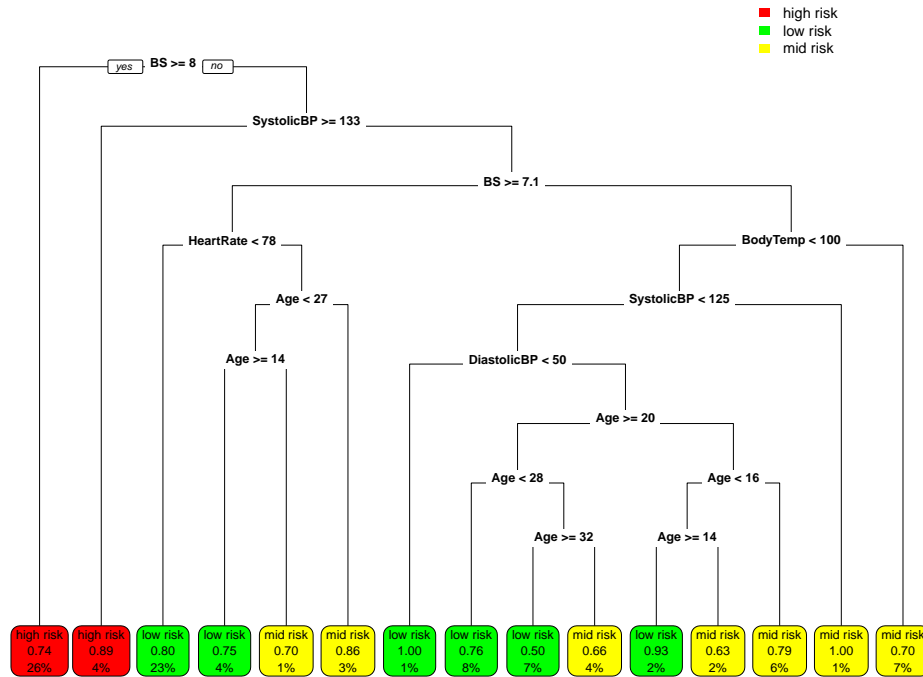 high risk
low risk
mid risk
yes BS >= 8 no
SystolicBP >= 133
BS >= 7.1
HeartRate < 78 BodyTemp < 100
Age < 27 SystolicBP < 125
Age >= 14 DiastolicBP < 50
Age >= 20
Age < 28 Age < 16
Age >= 32 Age >= 14
high risk high risk low risk low risk mid risk mid risk low risk low risk low risk mid risk low risk mid risk mid risk mid risk mid risk
0.74 0.89 0.80 0.75 0.70 0.86 1.00 0.76 0.50 0.66 0.93 0.63 0.79 1.00 0.70
26% 4% 23% 4% 1% 3% 1% 8% 7% 4% 2% 2% 6% 1% 7%